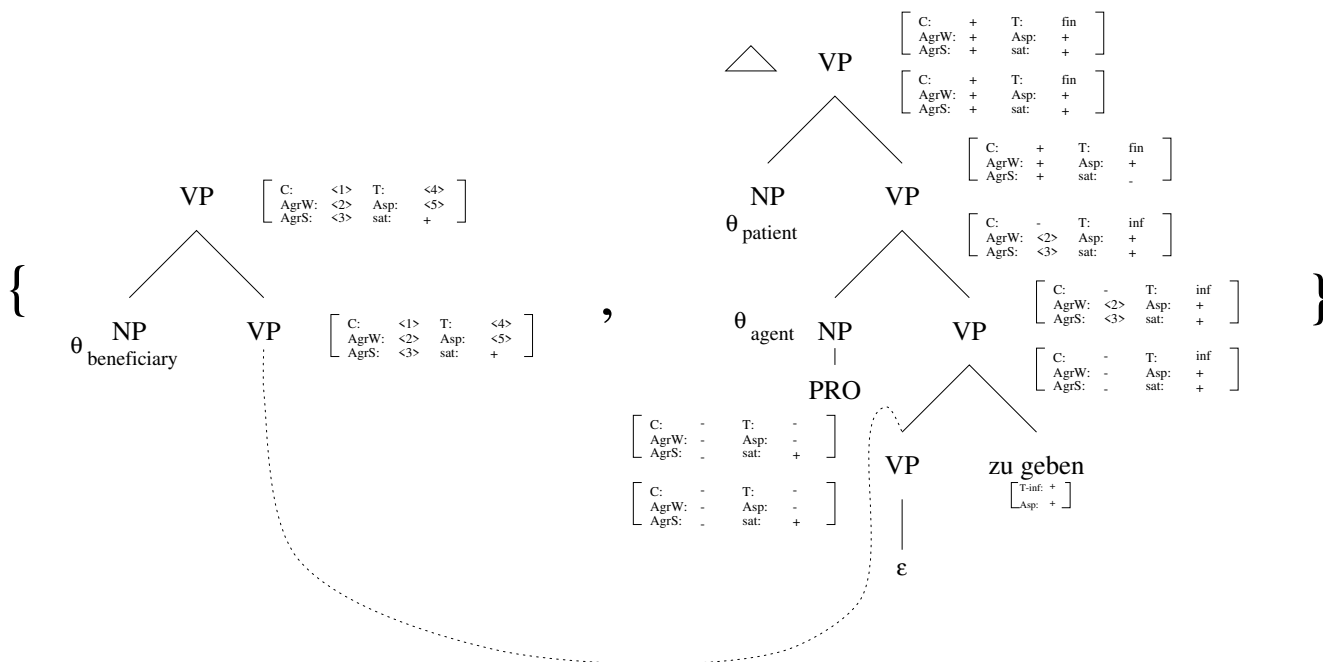 {
VP
[ C: <1> T: <4>
AgrW: <2> Asp: <5>
AgrS: <3> sat: + ]
NP
θ beneficiary
VP
[ C: <1> T: <4>
AgrW: <2> Asp: <5>
AgrS: <3> sat: + ]
,
VP
[ C: + T: fin
AgrW: + Asp: +
AgrS: + sat: + ]
[ C: + T: fin
AgrW: + Asp: +
AgrS: + sat: + ]
NP
θ patient
VP
[ C: + T: fin
AgrW: + Asp: +
AgrS: + sat: - ]
[ C: - T: inf
AgrW: <2> Asp: +
AgrS: <3> sat: + ]
θ agent NP
PRO
VP
[ C: - T: inf
AgrW: <2> Asp: +
AgrS: <3> sat: + ]
[ C: - T: inf
AgrW: - Asp: +
AgrS: - sat: + ]
VP
[ C: - T: -
AgrW: - Asp: -
AgrS: - sat: + ]
[ C: - T: -
AgrW: - Asp: -
AgrS: - sat: + ]
ε
zu geben
[ T-inf: +
Asp: + ]
}